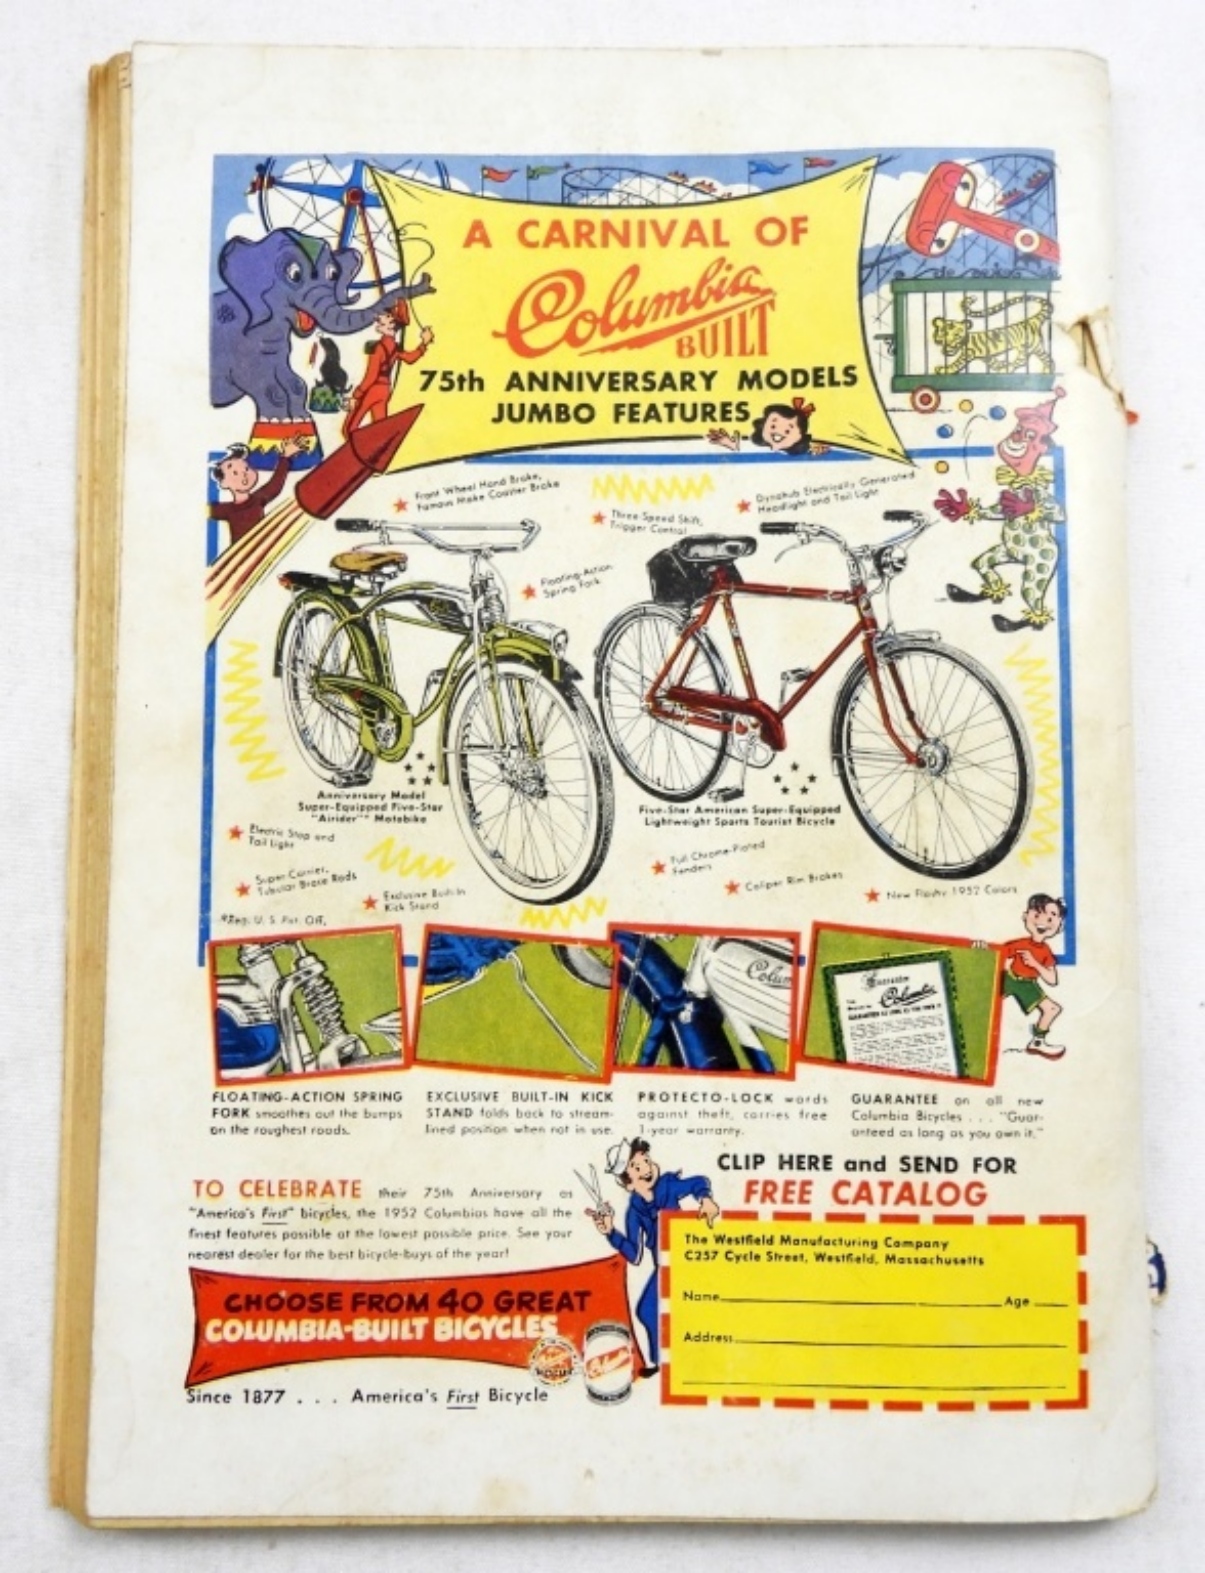 A CARNIVAL OF
Columbia
BUILT
75th ANNIVERSARY MODELS
JUMBO FEATURES
Front Wheel Hand Brake,
Famous Make Coaster Brake
Three-Speed Shift,
Trigger Control
Dynohub Electrically Generated
Headlight and Tail Light
Floating-Action
Spring Fork
Anniversary Model
Super-Equipped Five-Star
"Airider"* Motobike
Five-Star American Super-Equipped
Lightweight Sports Tourist Bicycle
Electric Stop and
Tail Light
Super-Carrier,
Tubular Brace Rods
Exclusive Built-In
Kick Stand
Full Chrome-Plated
Fenders
Caliper Rim Brakes
New Flashy 1952 Colors
*Reg. U. S. Pat. Off.
Colum
Guarantee
Columbia
FLOATING-ACTION SPRING
FORK smoothes out the bumps
on the roughest roads.
EXCLUSIVE BUILT-IN KICK
STAND folds back to stream-
lined position when not in use.
PROTECTO-LOCK wards
against theft, carries free
1-year warranty.
GUARANTEE on all new
Columbia Bicycles . . . "Guar-
anteed as long as you own it."
TO CELEBRATE their 75th Anniversary as
"America's First" bicycles, the 1952 Columbias have all the
finest features possible at the lowest possible price. See your
nearest dealer for the best bicycle-buys of the year!
CHOOSE FROM 40 GREAT
COLUMBIA-BUILT BICYCLES
Since 1877 . . . America's First Bicycle
CLIP HERE and SEND FOR
FREE CATALOG
The Westfield Manufacturing Company
C257 Cycle Street, Westfield, Massachusetts
Name Age
Address